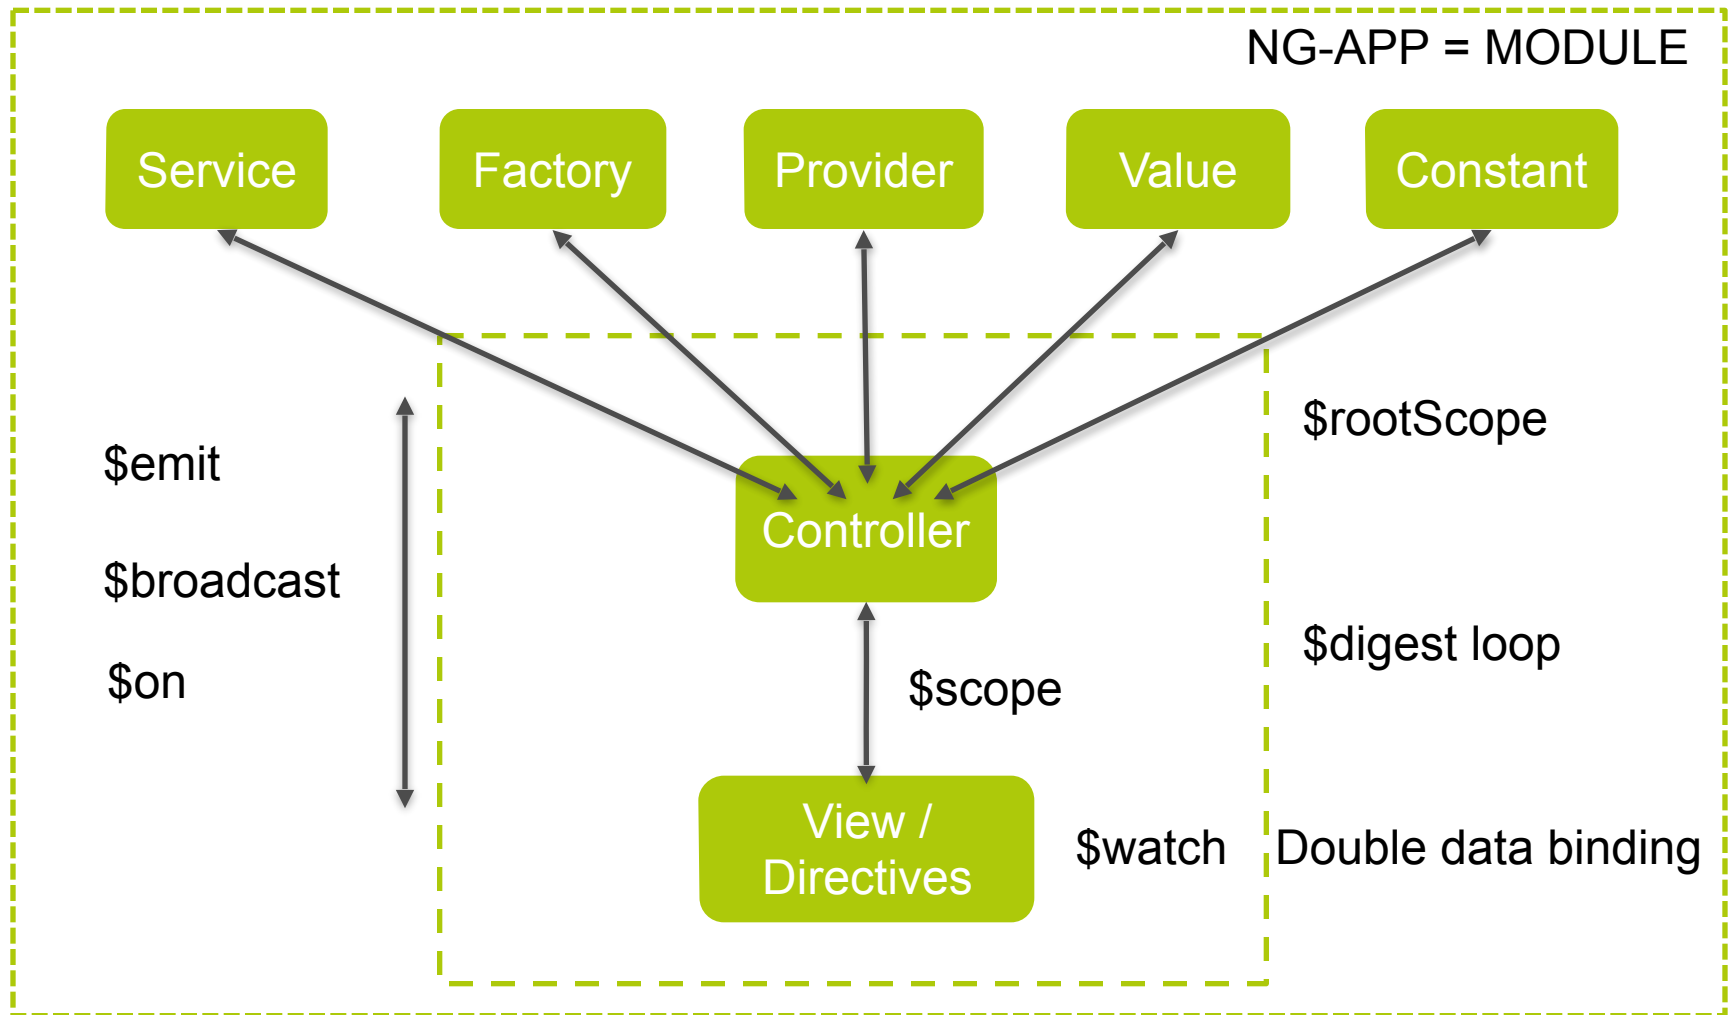 NG-APP = MODULE
Service
Factory
Provider
Value
Constant
$rootScope
$emit
Controller
$broadcast
$digest loop
$on
$scope
View /
Directives
$watch
Double data binding